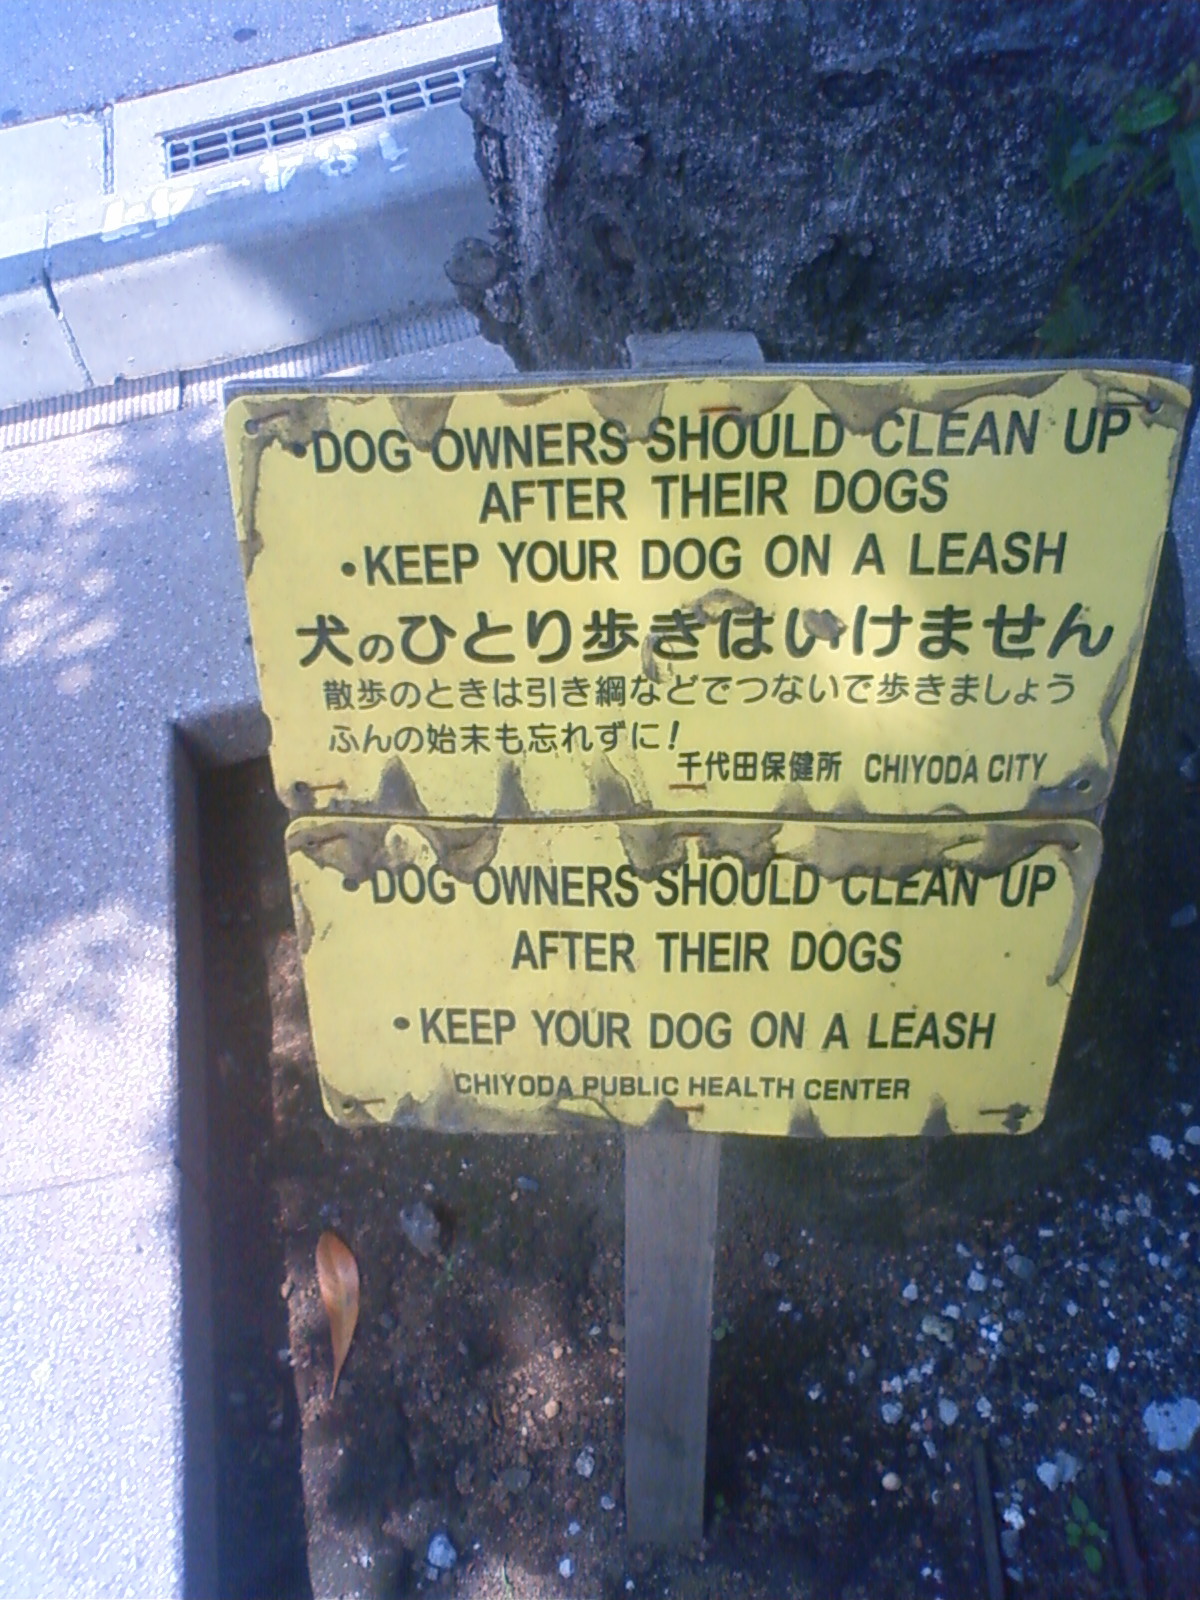 •DOG OWNERS SHOULD CLEAN UP
AFTER THEIR DOGS
•KEEP YOUR DOG ON A LEASH
犬のひとり歩きはいけません
散歩のときは引き綱などでつないで歩きましょう
ふんの始末も忘れずに!
千代田保健所 CHIYODA CITY
•DOG OWNERS SHOULD CLEAN UP
AFTER THEIR DOGS
•KEEP YOUR DOG ON A LEASH
CHIYODA PUBLIC HEALTH CENTER